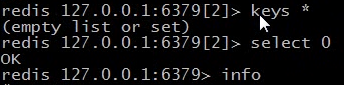 redis 127.0.0.1:6379[2]> keys *
(empty list or set)
redis 127.0.0.1:6379[2]> select 0
OK
redis 127.0.0.1:6379> info